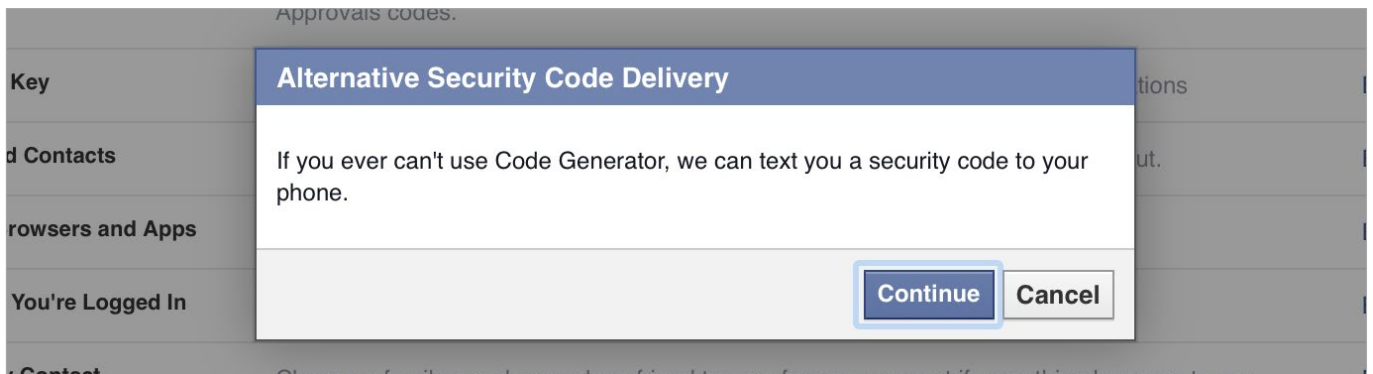 Approvals codes.
Alternative Security Code Delivery
Key
tions
d Contacts
If you ever can't use Code Generator, we can text you a security code to your
phone.
ut.
rowsers and Apps
You're Logged In
Continue Cancel